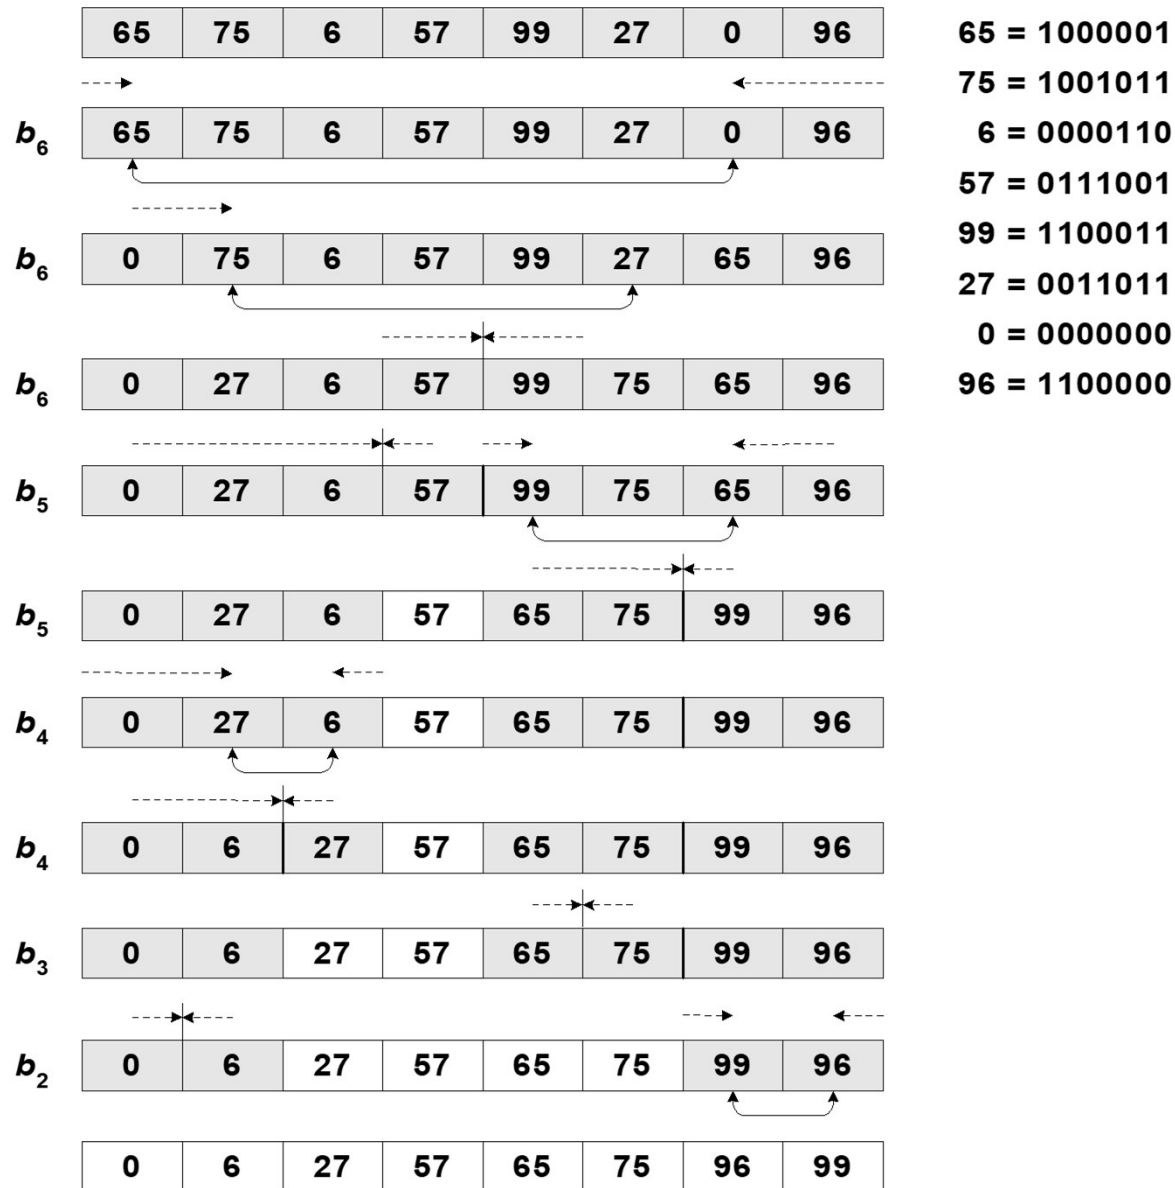 65 75 6 57 99 27 0 96
b₆ 65 75 6 57 99 27 0 96
b₆ 0 75 6 57 99 27 65 96
b₆ 0 27 6 57 99 75 65 96
b₅ 0 27 6 57 99 75 65 96
b₅ 0 27 6 57 65 75 99 96
b₄ 0 27 6 57 65 75 99 96
b₄ 0 6 27 57 65 75 99 96
b₃ 0 6 27 57 65 75 99 96
b₂ 0 6 27 57 65 75 99 96
0 6 27 57 65 75 96 99
65 = 1000001
75 = 1001011
6 = 0000110
57 = 0111001
99 = 1100011
27 = 0011011
0 = 0000000
96 = 1100000